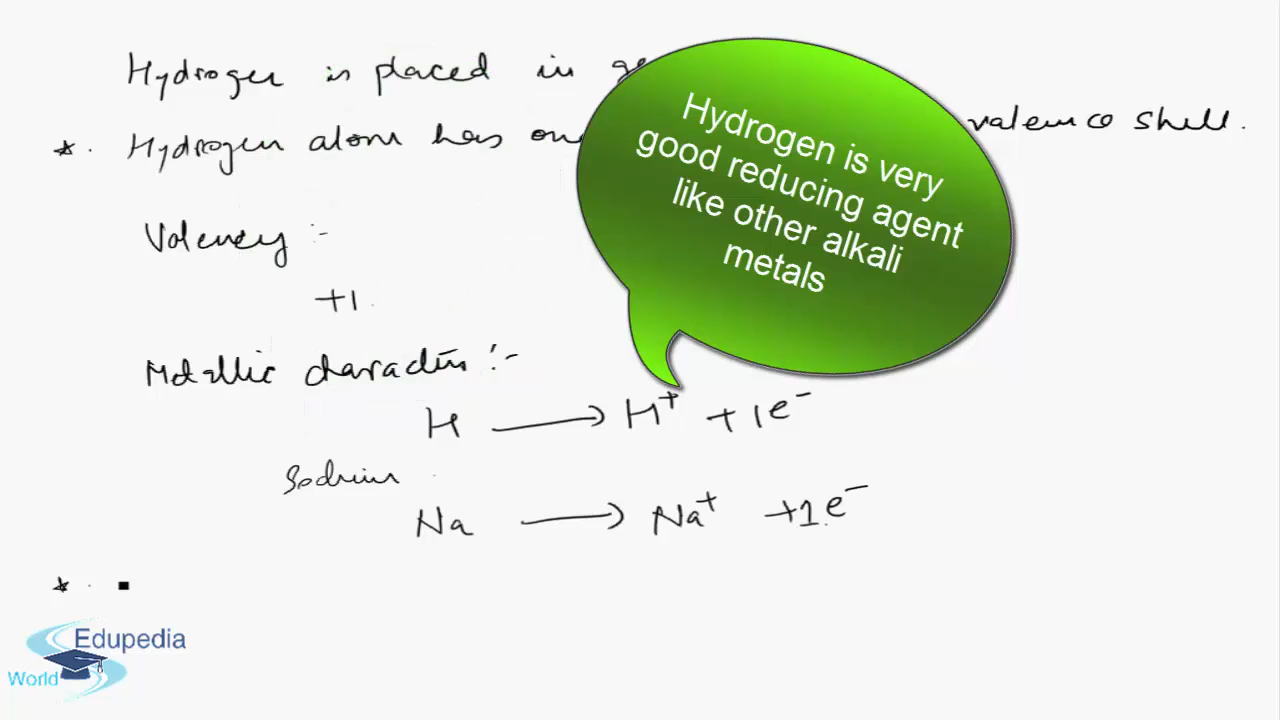 Hydrogen is placed in
* . Hydrogen atom has valence shell.
Hydrogen is very
good reducing agent
like other alkali
metals
Valency :-
+1
Metallic character :-
H ⟶ H⁺ + 1e⁻
Sodium
Na ⟶ Na⁺ + 1e⁻
*
Edupedia
World